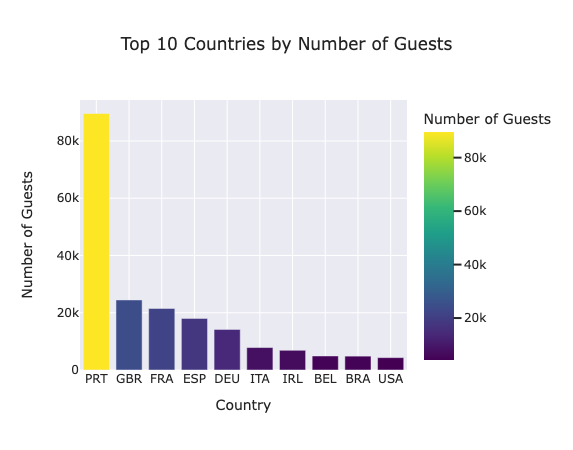 Top 10 Countries by Number of Guests
Number of Guests
80k
60k
40k
20k
0
PRT GBR FRA ESP DEU ITA IRL BEL BRA USA
Country
Number of Guests
80k
60k
40k
20k